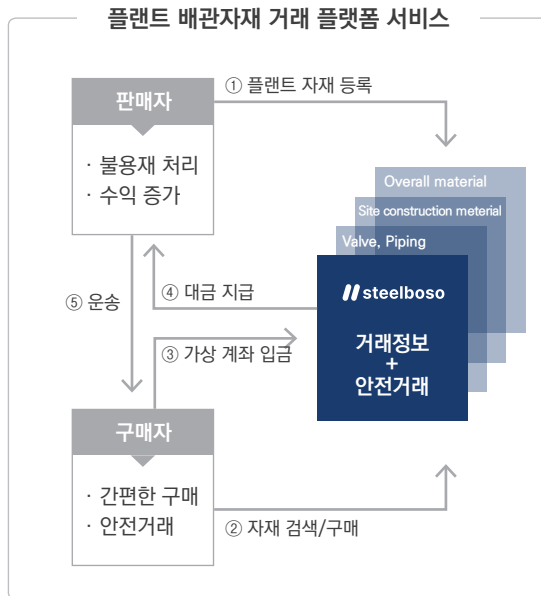 플랜트 배관자재 거래 플랫폼 서비스
① 플랜트 자재 등록
판매자
· 불용재 처리
· 수익 증가
Overall material
Site construction meterial
Valve, Piping
steelboso
거래정보
+
안전거래
④ 대금 지급
⑤ 운송
③ 가상 계좌 입금
구매자
· 간편한 구매
· 안전거래
② 자재 검색/구매